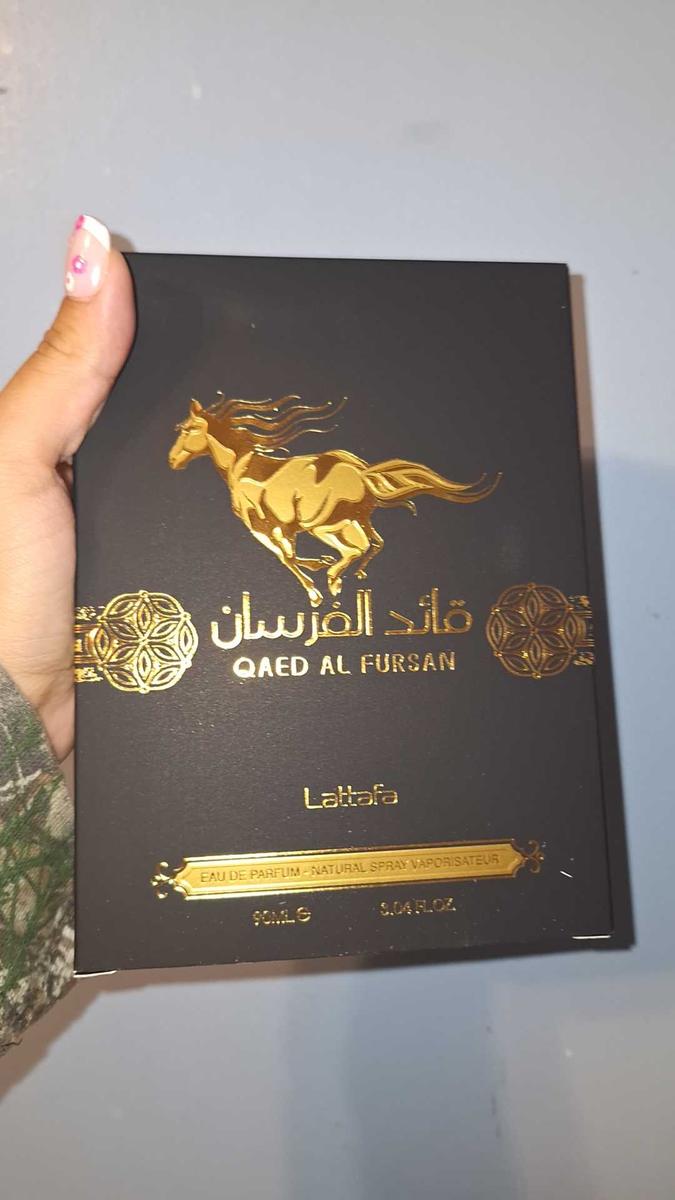 قائد الفرسان
QAED AL FURSAN
Lattafa
EAU DE PARFUM - NATURAL SPRAY VAPORISATEUR
90ML ℮ 3.04 FL.OZ.